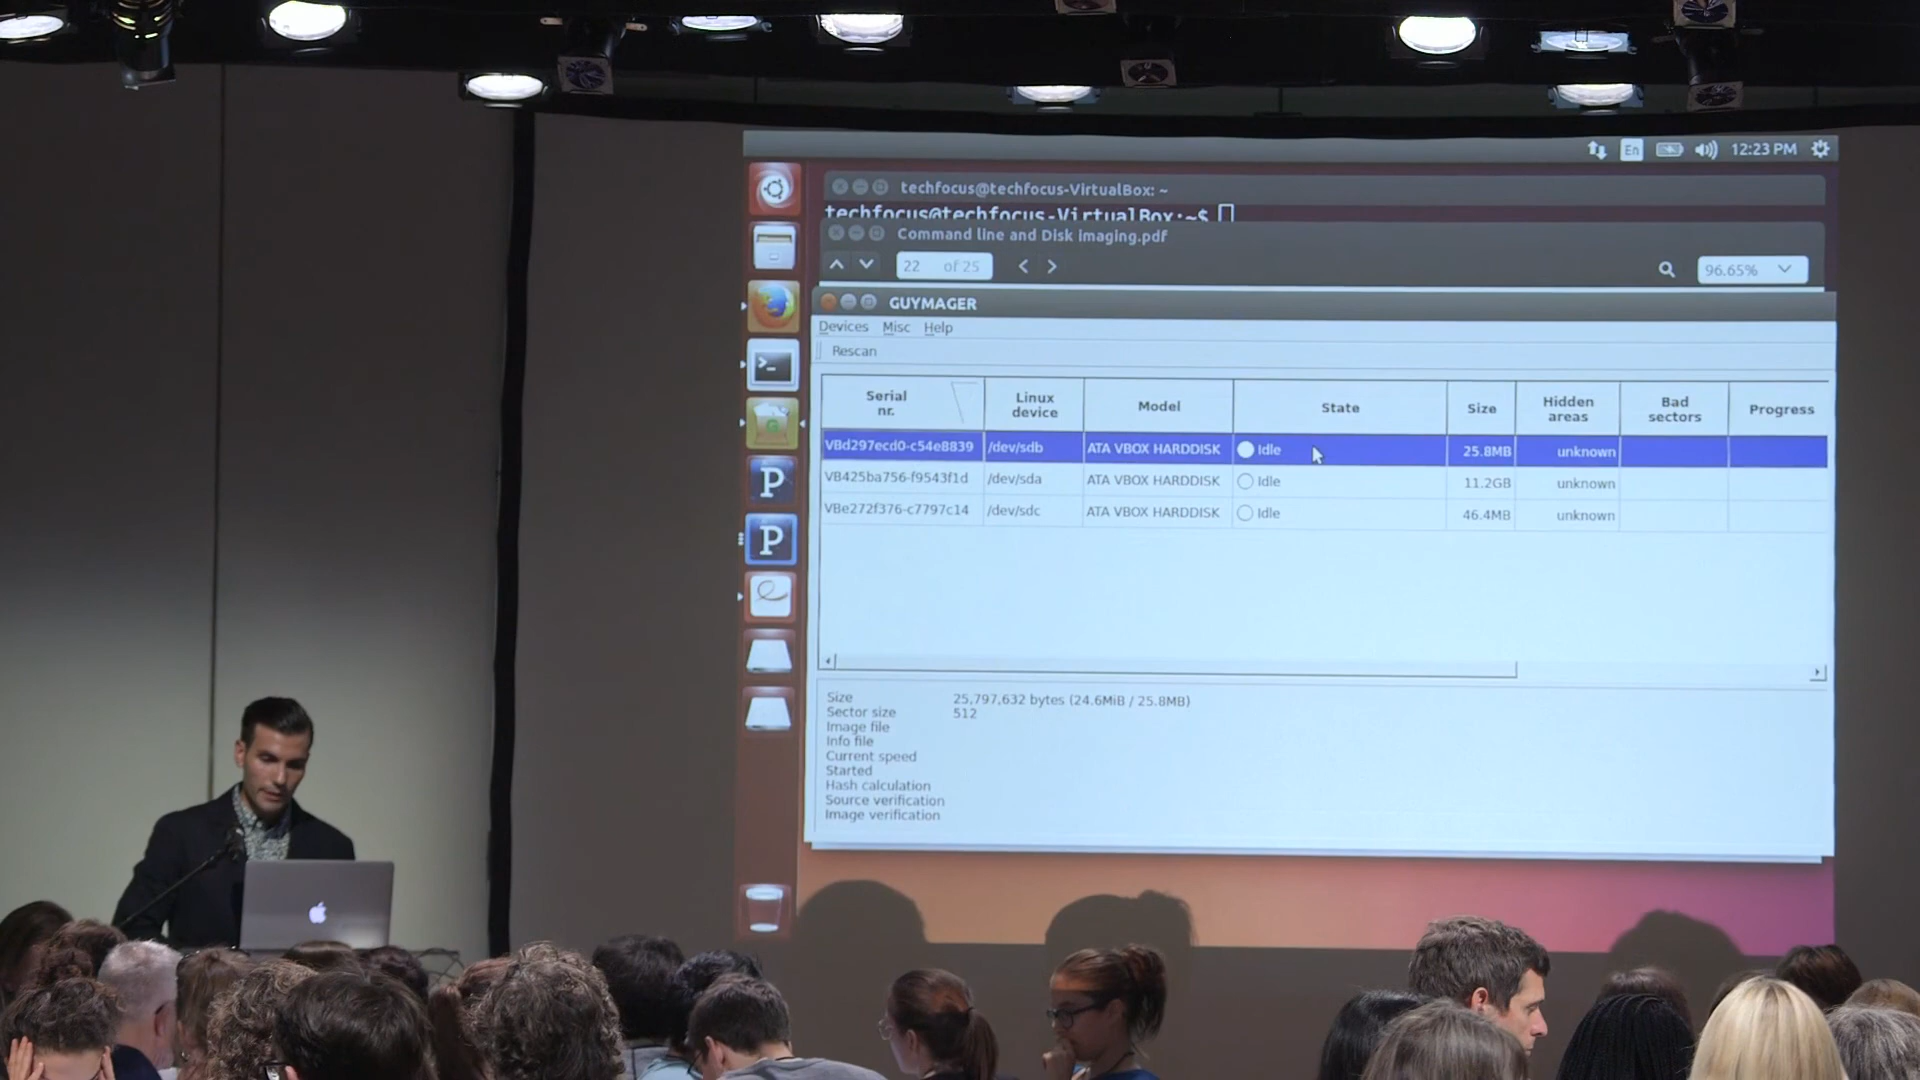 En 12:23 PM
techfocus@techfocus-VirtualBox: ~
techfocus@techfocus-VirtualBox:~$
Command line and Disk imaging.pdf
22 of 25 96.65%
GUYMAGER
Devices Misc Help
Rescan
Serial nr. Linux device Model State Size Hidden areas Bad sectors Progress
VBd297ecd0-c54e8839 /dev/sdb ATA VBOX HARDDISK Idle 25.8MB unknown
VB425ba756-f9543f1d /dev/sda ATA VBOX HARDDISK Idle 11.2GB unknown
VBe272f376-c7797c14 /dev/sdc ATA VBOX HARDDISK Idle 46.4MB unknown
Size 25,797,632 bytes (24.6MiB / 25.8MB)
Sector size 512
Image file
Info file
Current speed
Started
Hash calculation
Source verification
Image verification